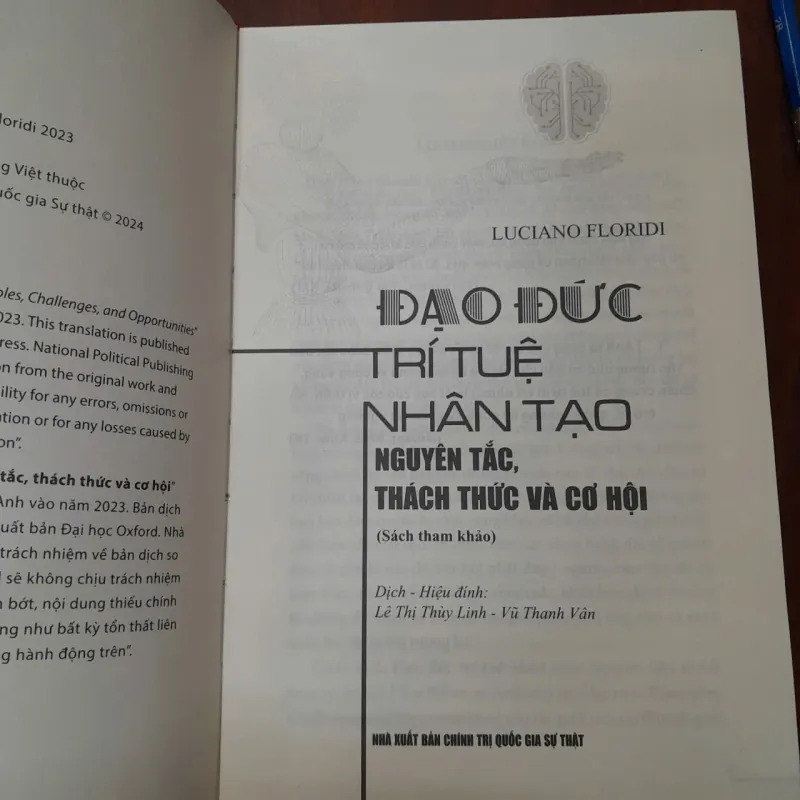 loridi 2023
g Việt thuộc
uốc gia Sự thật © 2024
ples, Challenges, and Opportunities"
023. This translation is published
ress. National Political Publishing
on from the original work and
ility for any errors, omissions or
ation or for any losses caused by
on".
tắc, thách thức và cơ hội"
Anh vào năm 2023. Bản dịch
uất bản Đại học Oxford. Nhà
trách nhiệm về bản dịch so
sẽ không chịu trách nhiệm
bớt, nội dung thiếu chính
ng như bất kỳ tổn thất liên
g hành động trên".
LUCIANO FLORIDI
ĐẠO ĐỨC
TRÍ TUỆ
NHÂN TẠO
NGUYÊN TẮC,
THÁCH THỨC VÀ CƠ HỘI
(Sách tham khảo)
Dịch - Hiệu đính:
Lê Thị Thùy Linh - Vũ Thanh Vân
NHÀ XUẤT BẢN CHÍNH TRỊ QUỐC GIA SỰ THẬT